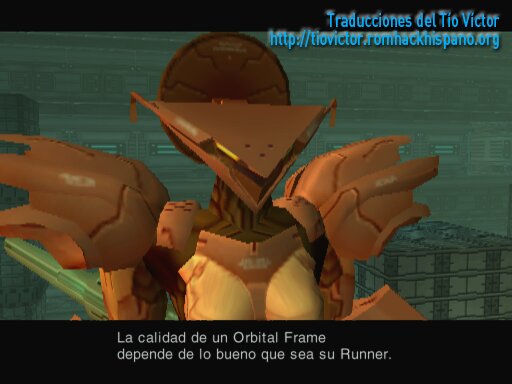 Traducciones del Tío Víctor
http://tiovictor.romhackhispano.org
La calidad de un Orbital Frame
depende de lo bueno que sea su Runner.